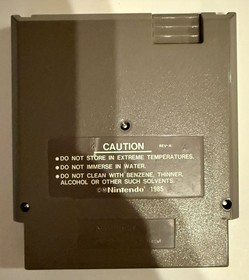 CAUTION
REV-A
• DO NOT STORE IN EXTREME TEMPERATURES.
• DO NOT IMMERSE IN WATER.
• DO NOT CLEAN WITH BENZENE, THINNER,
ALCOHOL OR OTHER SUCH SOLVENTS.
©Nintendo® 1985